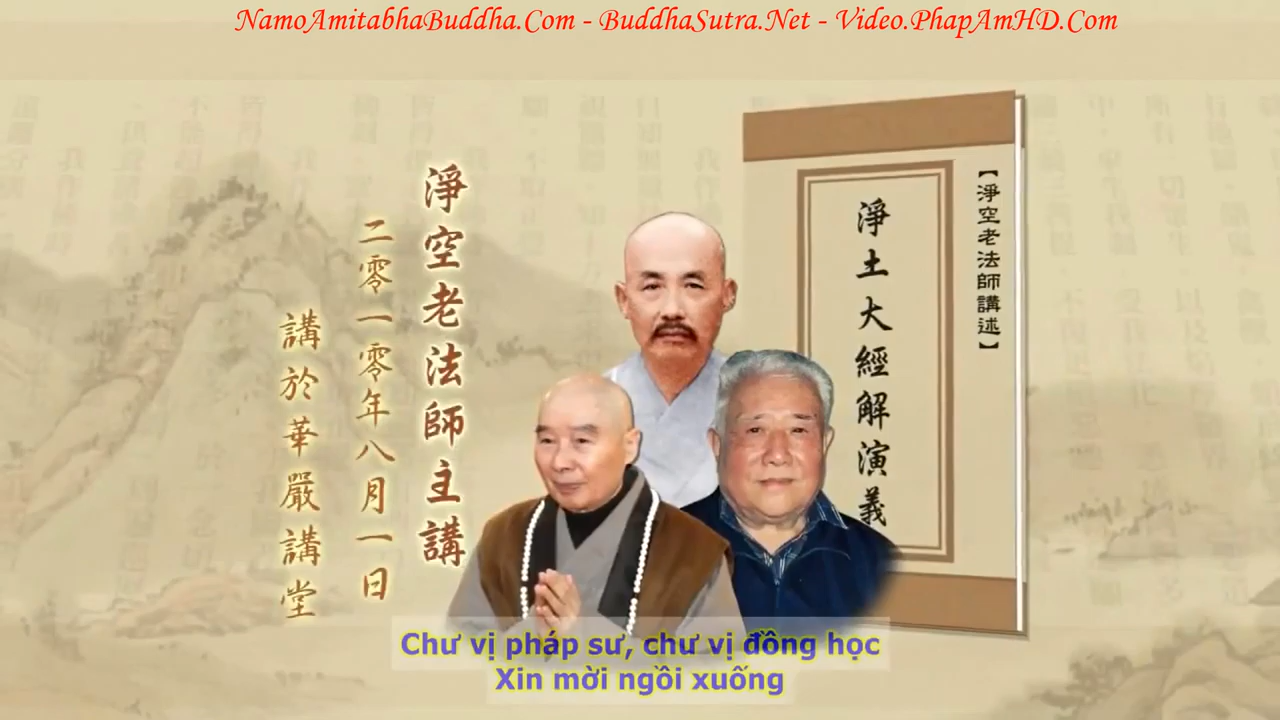 NamoAmitabhaBuddha.Com - BuddhaSutra.Net - Video.PhapAmHD.Com
【淨空老法師講述】
淨土大經解演義
淨空老法師主講
二零一零年八月一日
講於華嚴講堂
Chư vị pháp sư, chư vị đồng học
Xin mời ngồi xuống